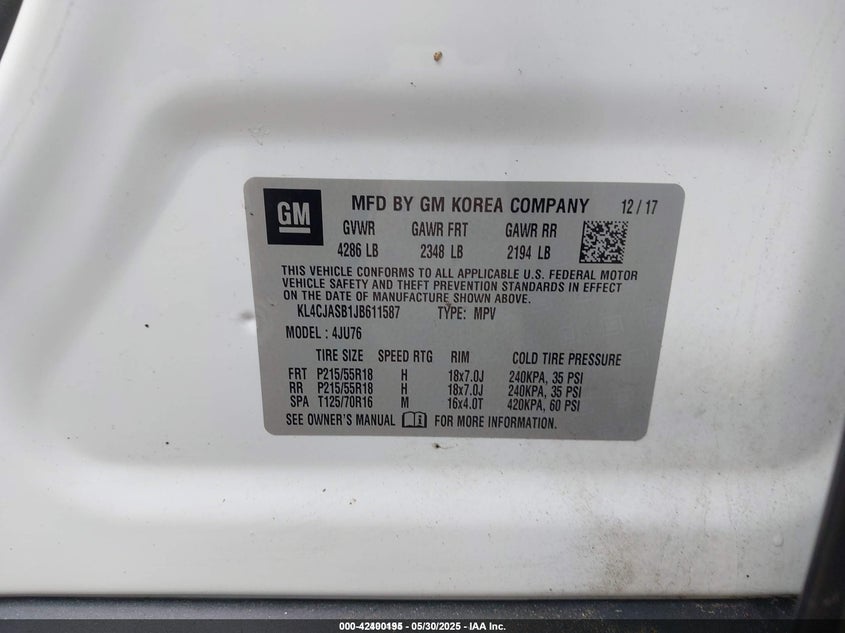 GM
MFD BY GM KOREA COMPANY 12/17
GVWR GAWR FRT GAWR RR
4286 LB 2348 LB 2194 LB
THIS VEHICLE CONFORMS TO ALL APPLICABLE U.S. FEDERAL MOTOR
VEHICLE SAFETY AND THEFT PREVENTION STANDARDS IN EFFECT
ON THE DATE OF MANUFACTURE SHOWN ABOVE.
KL4CJASB1JB611587 TYPE: MPV
MODEL : 4JU76
TIRE SIZE SPEED RTG RIM COLD TIRE PRESSURE
FRT P215/55R18 H 18x7.0J 240KPA, 35 PSI
RR P215/55R18 H 18x7.0J 240KPA, 35 PSI
SPA T125/70R16 M 16x4.0T 420KPA, 60 PSI
SEE OWNER'S MANUAL FOR MORE INFORMATION.
05/30/2025 - IAA Inc.